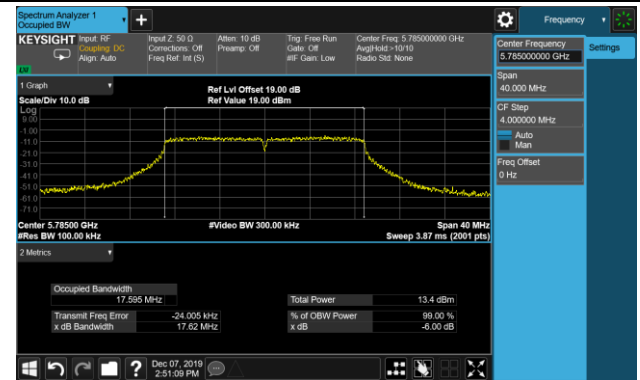 Spectrum Analyzer 1
Occupied BW
Frequency
KEYSIGHT
Input: RF
Coupling: DC
Align: Auto
Input Z: 50 Ω
Corrections: Off
Freq Ref: Int (S)
Atten: 10 dB
Preamp: Off
Trig: Free Run
Gate: Off
#IF Gain: Low
Center Freq: 5.785000000 GHz
Avg|Hold:>10/10
Radio Std: None
Center Frequency
5.785000000 GHz
Settings
Span
40.000 MHz
CF Step
4.000000 MHz
Auto
Man
Freq Offset
0 Hz
1 Graph
Scale/Div 10.0 dB
Ref Lvl Offset 19.00 dB
Ref Value 19.00 dBm
Log
9.00
-1.00
-11.0
-21.0
-31.0
-41.0
-51.0
-61.0
-71.0
Center 5.78500 GHz
#Video BW 300.00 kHz
Span 40 MHz
#Res BW 100.00 kHz
Sweep 3.87 ms (2001 pts)
2 Metrics
Occupied Bandwidth
17.595 MHz
Total Power
13.4 dBm
Transmit Freq Error
-24.005 kHz
% of OBW Power
99.00 %
x dB Bandwidth
17.62 MHz
x dB
-6.00 dB
Dec 07, 2019
2:51:09 PM